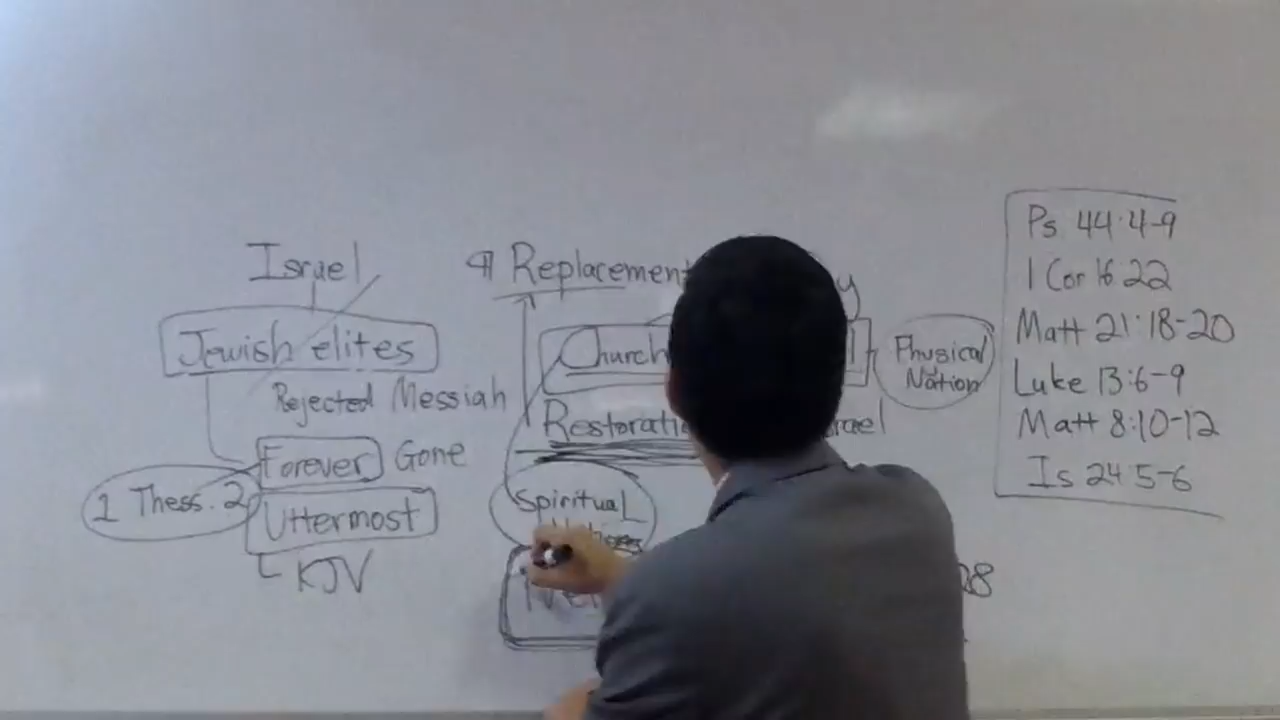 Israel
Jewish elites
Rejected Messiah
Forever Gone
1 Thess. 2
Uttermost
KJV
¶ Replacement
Church
Physical
Nation
Spiritual
Ps 44:4-9
1 Cor 16:22
Matt 21:18-20
Luke 13:6-9
Matt 8:10-12
Is 24:5-6